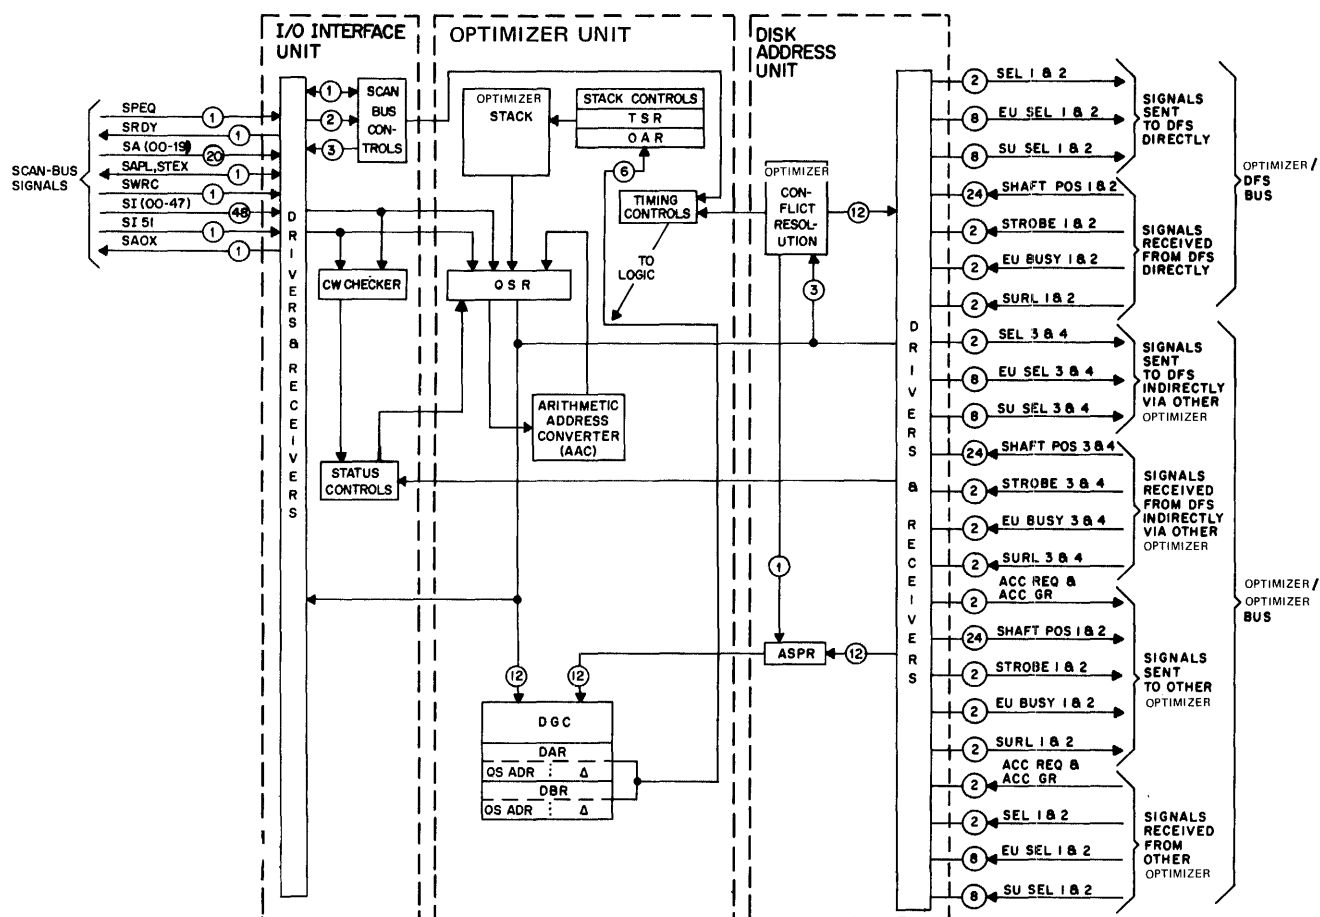 I/O INTERFACE
UNIT
OPTIMIZER UNIT
DISK
ADDRESS
UNIT
SCAN-BUS
SIGNALS
SPEQ
1
SRDY
1
SA (00-19)
20
SAPL, STEX
1
SWRC
1
SI (00-47)
48
SI 51
1
SAOX
1
DRIVERS & RECEIVERS
1
2
3
SCAN
BUS
CON-
TROLS
CW CHECKER
STATUS
CONTROLS
OPTIMIZER
STACK
STACK CONTROLS
TSR
OAR
6
TIMING
CONTROLS
TO
LOGIC
OSR
ARITHMETIC
ADDRESS
CONVERTER
(AAC)
12
12
DGC
DAR
OS ADR Δ
DBR
OS ADR Δ
OPTIMIZER
CON-
FLICT
RESOL-
UTION
12
3
1
ASPR
12
DRIVERS & RECEIVERS
2 SEL 1 & 2
8 EU SEL 1 & 2
8 SU SEL 1 & 2
SIGNALS
SENT
TO DFS
DIRECTLY
24 SHAFT POS 1 & 2
2 STROBE 1 & 2
2 EU BUSY 1 & 2
2 SURL 1 & 2
SIGNALS
RECEIVED
FROM DFS
DIRECTLY
OPTIMIZER/
DFS
BUS
2 SEL 3 & 4
8 EU SEL 3 & 4
8 SU SEL 3 & 4
SIGNALS
SENT
TO DFS
INDIRECTLY
VIA OTHER
OPTIMIZER
24 SHAFT POS 3 & 4
2 STROBE 3 & 4
2 EU BUSY 3 & 4
2 SURL 3 & 4
SIGNALS
RECEIVED
FROM DFS
INDIRECTLY
VIA OTHER
OPTIMIZER
ACC REQ &
2 ACC GR
24 SHAFT POS 1 & 2
2 STROBE 1 & 2
2 EU BUSY 1 & 2
2 SURL 1 & 2
SIGNALS
SENT
TO OTHER
OPTIMIZER
ACC REQ &
2 ACC GR
2 SEL 1 & 2
8 EU SEL 1 & 2
8 SU SEL 1 & 2
SIGNALS
RECEIVED
FROM
OTHER
OPTIMIZER
OPTIMIZER/
OPTIMIZER
BUS